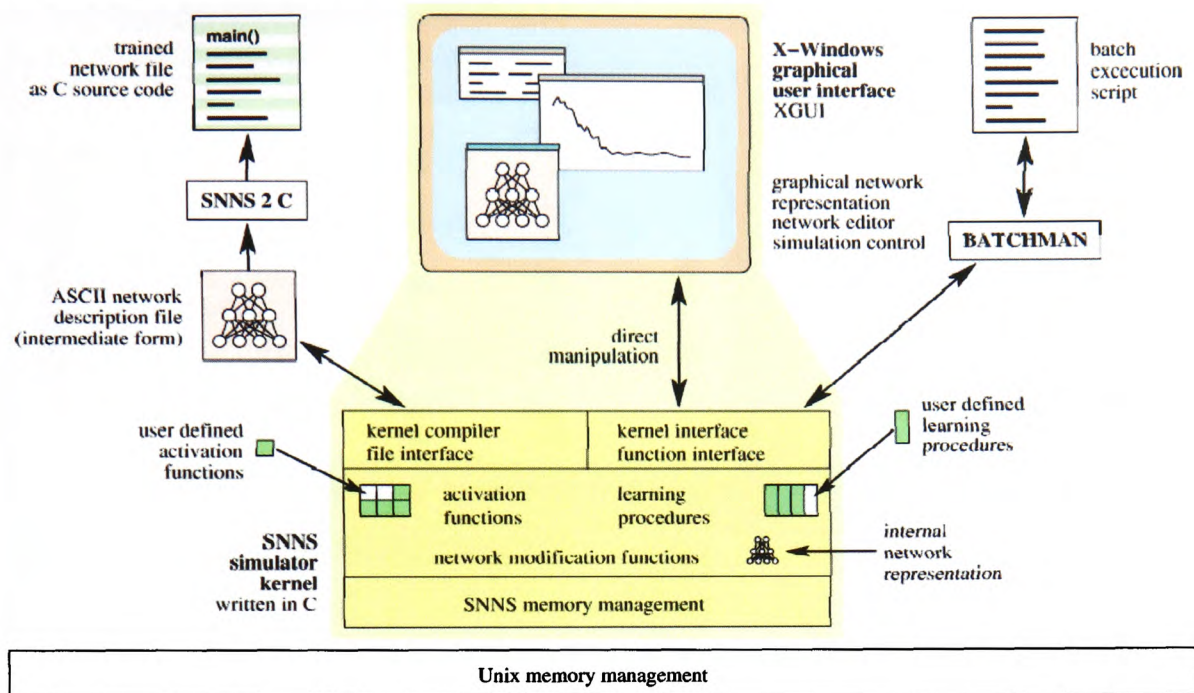 trained
network file
as C source code
main()
SNNS 2 C
ASCII network
description file
(intermediate form)
X-Windows
graphical
user interface
XGUI
graphical network
representation
network editor
simulation control
batch
excecution
script
BATCHMAN
direct
manipulation
user defined
activation
functions
user defined
learning
procedures
kernel compiler
file interface
kernel interface
function interface
activation
functions
learning
procedures
network modification functions
internal
network
representation
SNNS
simulator
kernel
written in C
SNNS memory management
Unix memory management